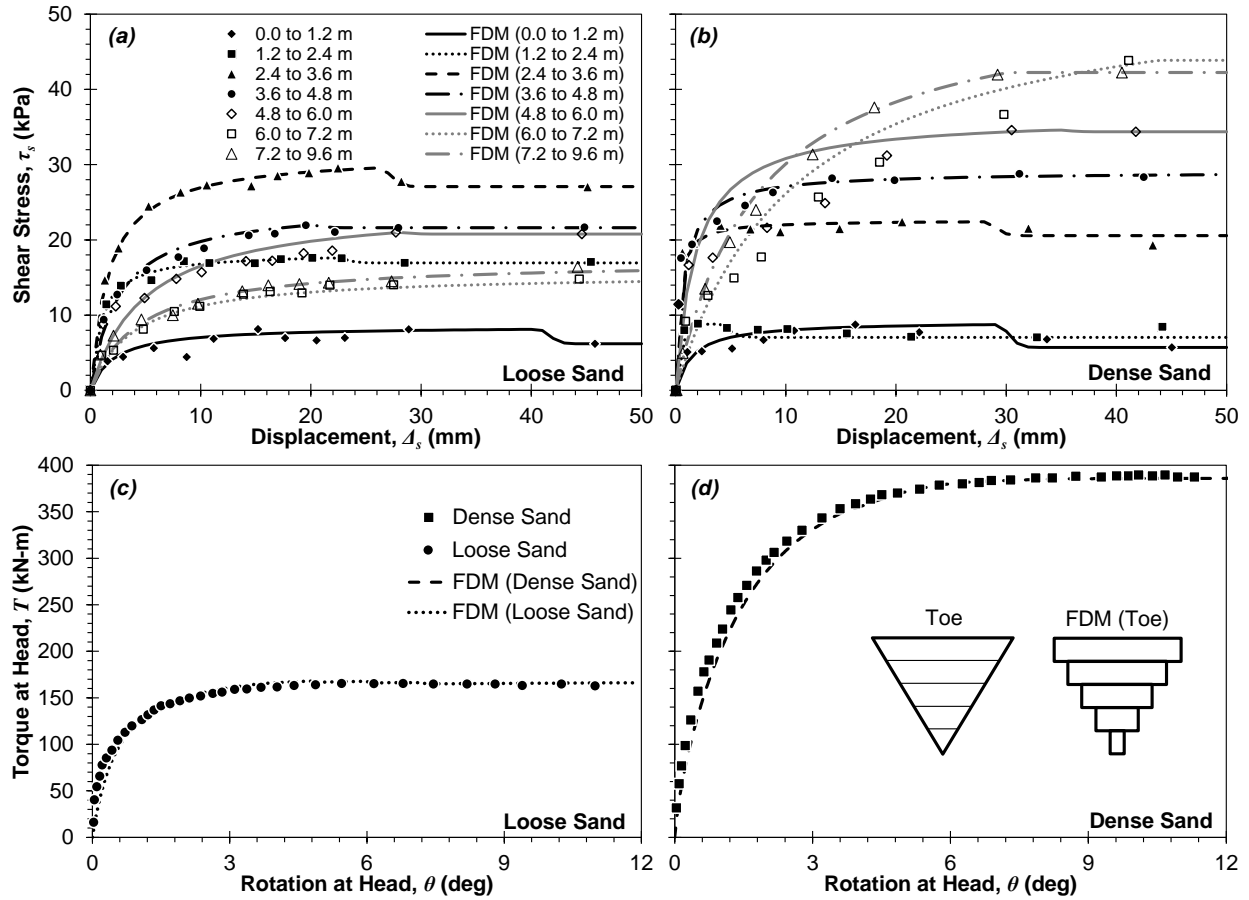 (a)
0.0 to 1.2 m
1.2 to 2.4 m
2.4 to 3.6 m
3.6 to 4.8 m
4.8 to 6.0 m
6.0 to 7.2 m
7.2 to 9.6 m
FDM (0.0 to 1.2 m)
FDM (1.2 to 2.4 m)
FDM (2.4 to 3.6 m)
FDM (3.6 to 4.8 m)
FDM (4.8 to 6.0 m)
FDM (6.0 to 7.2 m)
FDM (7.2 to 9.6 m)
50
40
30
20
10
0
Shear Stress, τs (kPa)
Loose Sand
0 10 20 30 40 50
Displacement, Δs (mm)
(b)
50
40
30
20
10
0
Dense Sand
0 10 20 30 40 50
Displacement, Δs (mm)
(c)
400
350
300
250
200
150
100
50
0
Torque at Head, T (kN-m)
Dense Sand
Loose Sand
FDM (Dense Sand)
FDM (Loose Sand)
Loose Sand
0 3 6 9 12
Rotation at Head, θ (deg)
(d)
Toe
FDM (Toe)
Dense Sand
0 3 6 9 12
Rotation at Head, θ (deg)